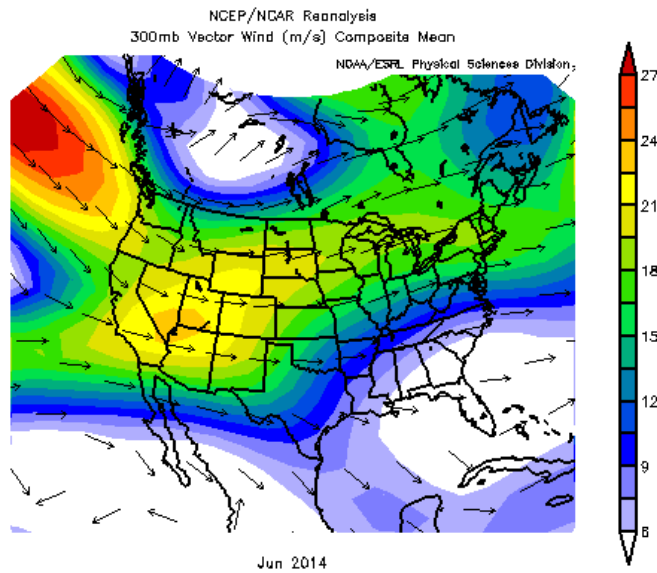 NCEP/NCAR Reanalysis
300mb Vector Wind (m/s) Composite Mean
NOAA/ESRL Physical Sciences Division
27
24
21
18
15
12
9
6
Jun 2014